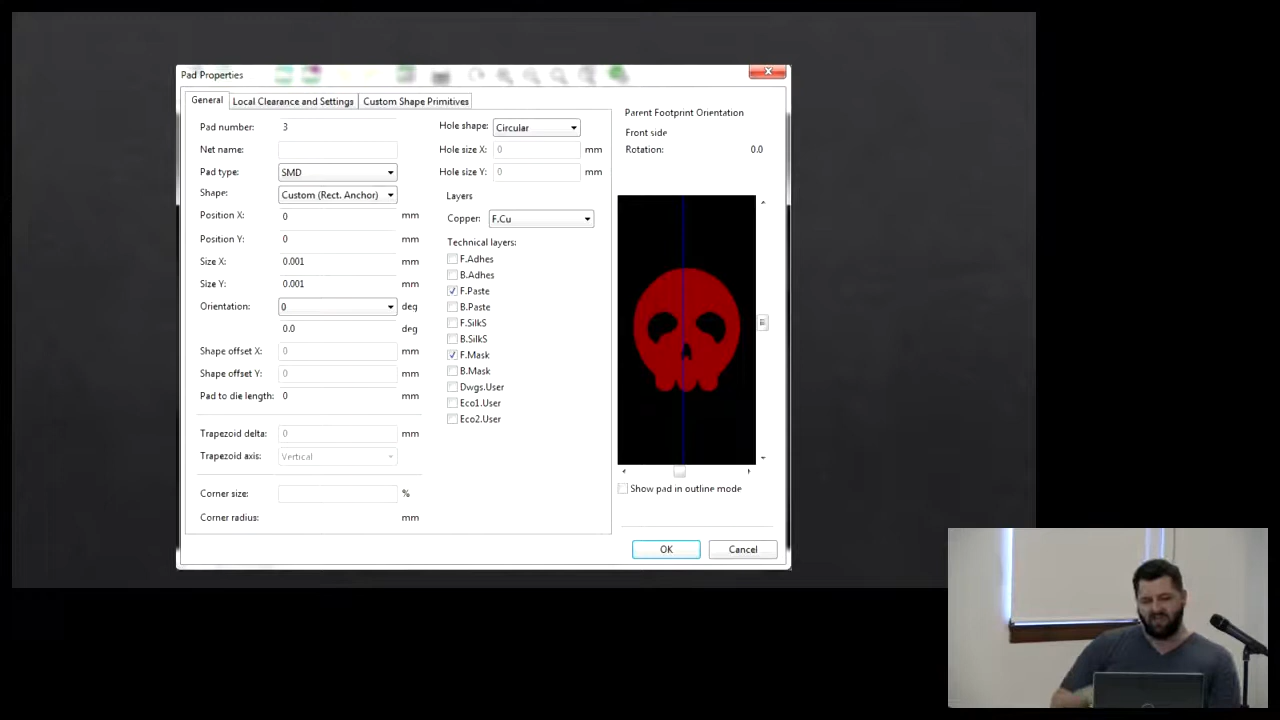 Pad Properties
General
Local Clearance and Settings
Custom Shape Primitives
Pad number: 3
Net name:
Pad type: SMD
Shape: Custom (Rect. Anchor)
Position X: 0 mm
Position Y: 0 mm
Size X: 0.001 mm
Size Y: 0.001 mm
Orientation: 0 deg
0.0 deg
Shape offset X: 0 mm
Shape offset Y: 0 mm
Pad to die length: 0 mm
Trapezoid delta: 0 mm
Trapezoid axis: Vertical
Corner size: %
Corner radius: mm
Hole shape: Circular
Hole size X: 0 mm
Hole size Y: 0 mm
Layers
Copper: F.Cu
Technical layers:
F.Adhes
B.Adhes
F.Paste
B.Paste
F.SilkS
B.SilkS
F.Mask
B.Mask
Dwgs.User
Eco1.User
Eco2.User
Parent Footprint Orientation
Front side
Rotation: 0.0
Show pad in outline mode
OK
Cancel